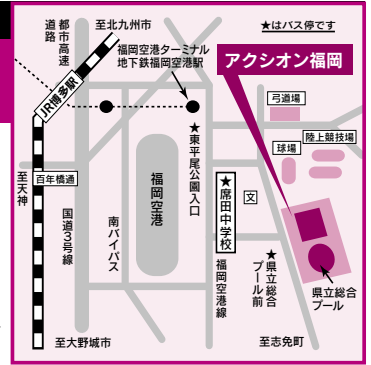 都市高速
道路
至北九州市
★はバス停です
福岡空港ターミナル
地下鉄福岡空港駅
アクシオン福岡
JR博多駅
弓道場
陸上競技場
球場
★東平尾公園入口
至天神
百年橋通
福岡空港
★席田中学校
文
国道3号線
南バイパス
福岡空港線
★県立総合
プール前
県立総合
プール
至大野城市
至志免町